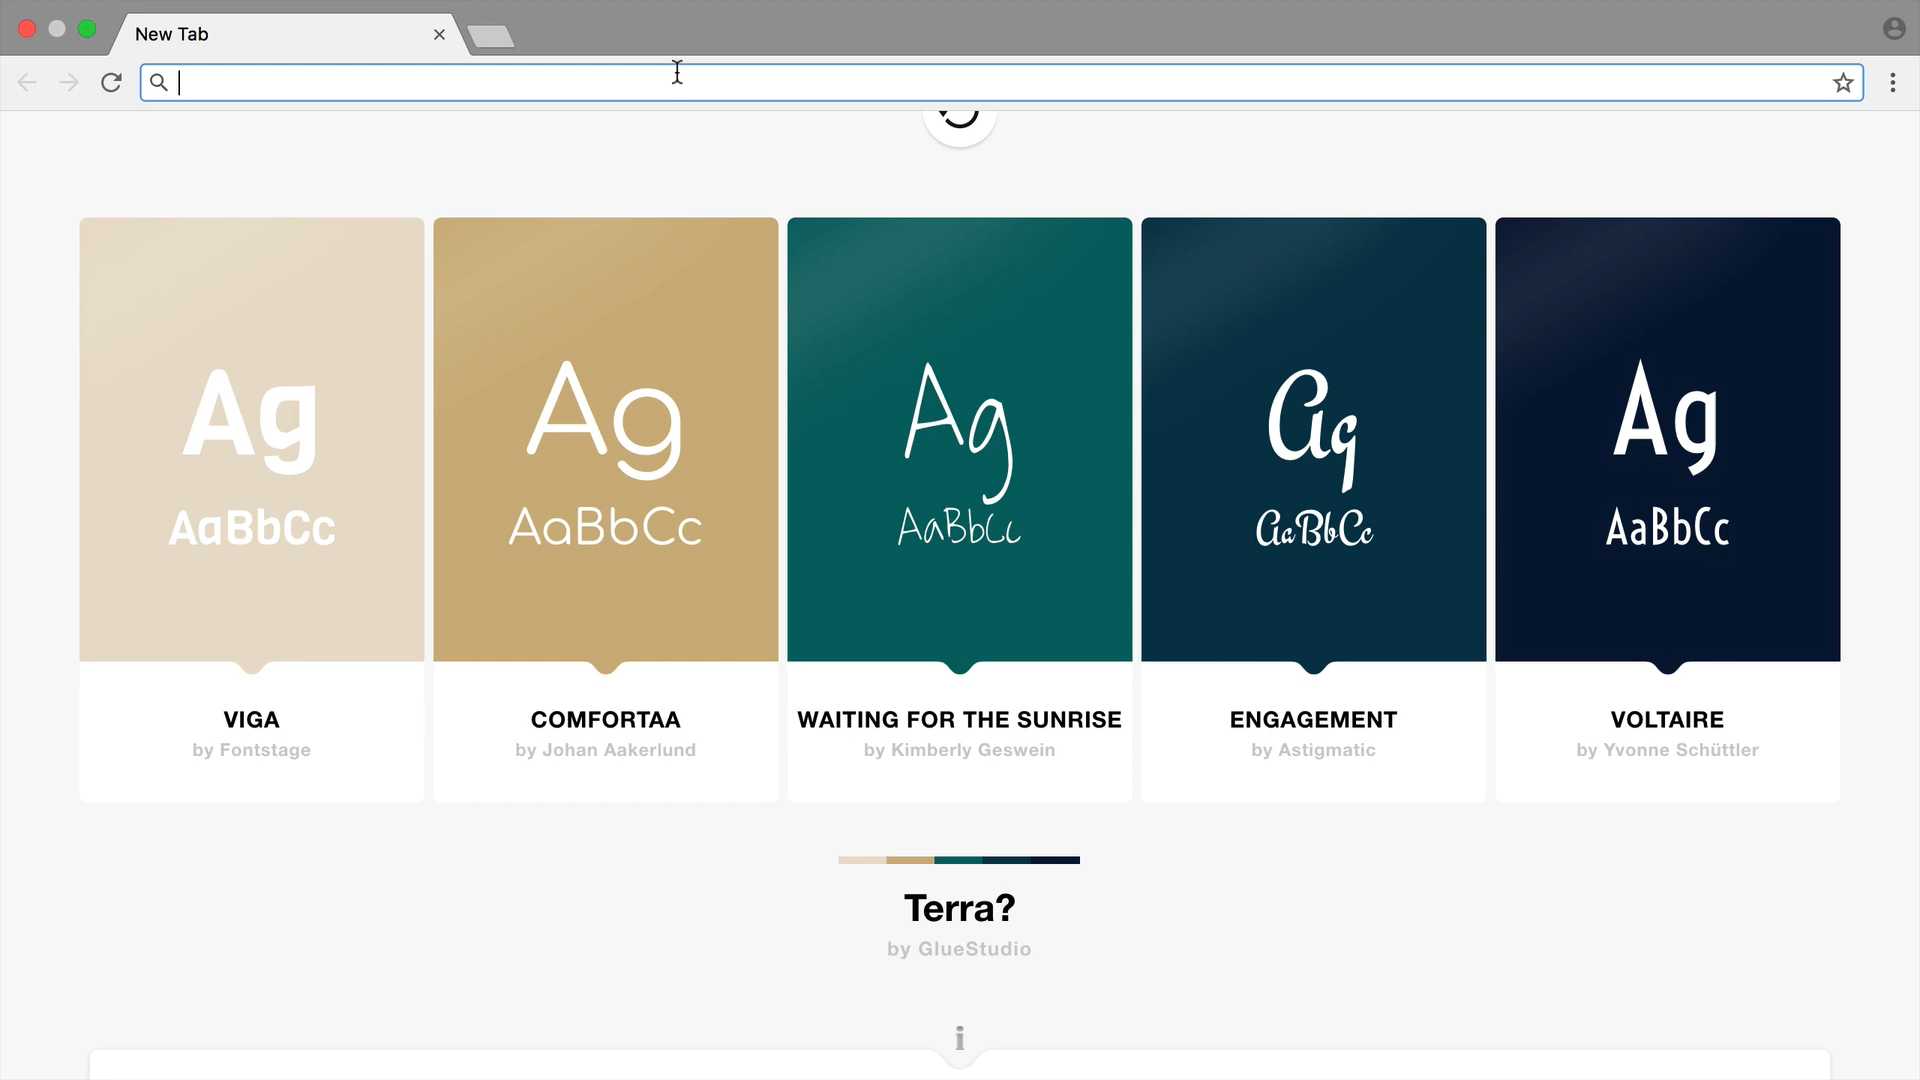 New Tab
Ag
AaBbCc
VIGA
by Fontstage
Ag
AaBbCc
COMFORTAA
by Johan Aakerlund
Ag
AaBbCc
WAITING FOR THE SUNRISE
by Kimberly Geswein
Ag
AaBbCc
ENGAGEMENT
by Astigmatic
Ag
AaBbCc
VOLTAIRE
by Yvonne Schüttler
Terra?
by GlueStudio
i